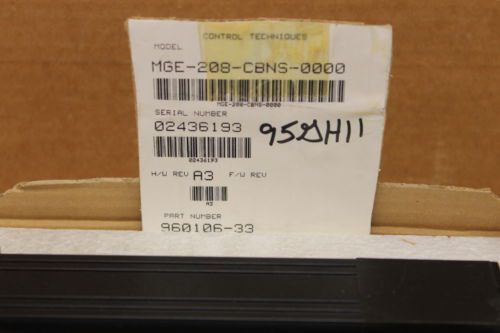 CONTROL TECHNIQUES
MODEL
MGE-208-CBNS-0000
MGE-208-CBNS-0000
SERIAL NUMBER
02436193
02436193
H/W REV A3 F/W REV
A3
PART NUMBER
960106-33